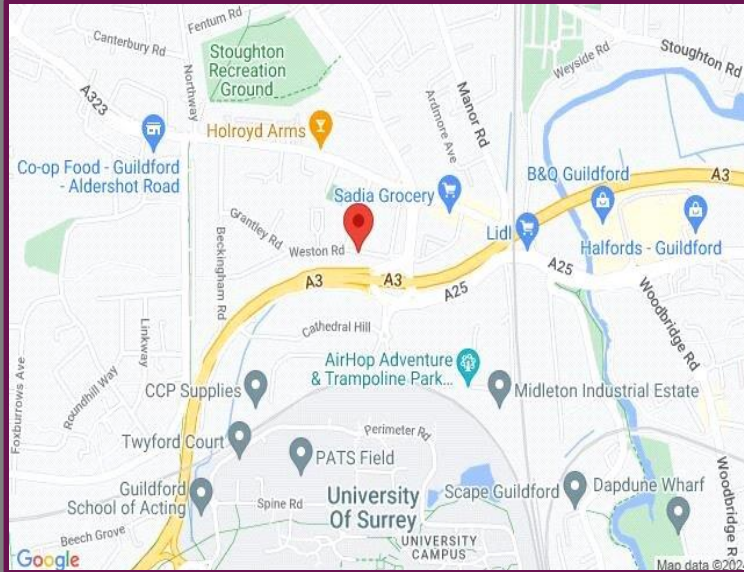 Fentum Rd
Canterbury Rd
Stoughton
Recreation
Ground
Northway
A323
Holroyd Arms
Manor Rd
Ardmore Ave
Weyside Rd
Stoughton Rd
Co-op Food - Guildford
- Aldershot Road
Sadia Grocery
B&Q Guildford
A3
Grantley Rd
Beckingham Rd
Weston Rd
Lidl
Halfords - Guildford
A3
A3
A25
A25
Woodbridge Rd
Cathedral Hill
Linkway
Foxburrows Ave
Roundhill Way
AirHop Adventure
& Trampoline Park...
CCP Supplies
Midleton Industrial Estate
Twyford Court
Perimeter Rd
PATS Field
Guildford
School of Acting
Spine Rd
University
Of Surrey
Scape Guildford
Dapdune Wharf
Woodbridge R
Beech Grove
UNIVERSITY
CAMPUS
Google
Map data ©202